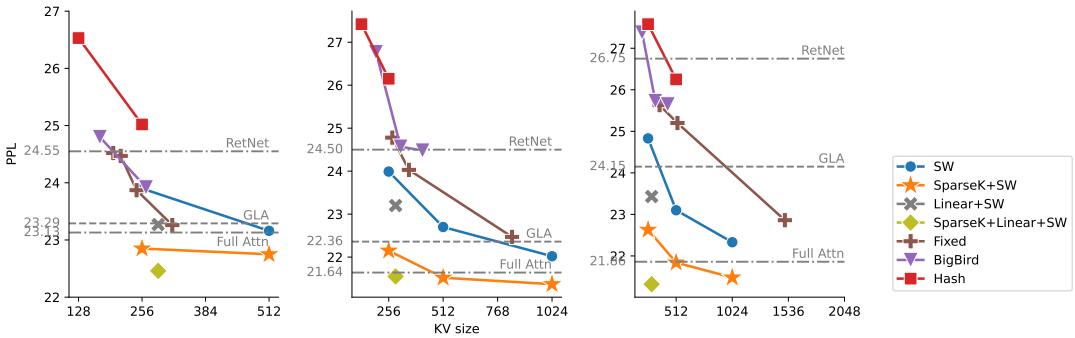 PPL
27
26
25
24
23
22
24.55
23.29
23.13
RetNet
GLA
Full Attn
128
256
384
512
27
26
25
24
23
22
24.50
22.36
21.64
RetNet
GLA
Full Attn
256
512
768
1024
KV size
27
26
25
24
23
22
26.75
24.15
RetNet
GLA
Full Attn
512
1024
1536
2048
SW
SparseK+SW
Linear+SW
SparseK+Linear+SW
Fixed
BigBird
Hash